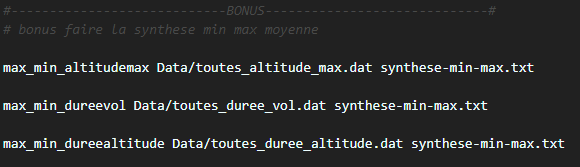 #---------------------------BONUS----------------------------#
# bonus faire la synthese min max moyenne
max_min_altitudemax Data/toutes_altitude_max.dat synthese-min-max.txt
max_min_dureevol Data/toutes_duree_vol.dat synthese-min-max.txt
max_min_dureealtitude Data/toutes_duree_altitude.dat synthese-min-max.txt